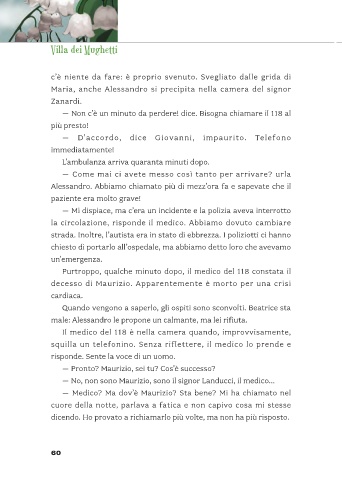 Villa dei Mughetti
c'è niente da fare: è proprio svenuto. Svegliato dalle grida di
Maria, anche Alessandro si precipita nella camera del signor
Zanardi.
— Non c'è un minuto da perdere! dice. Bisogna chiamare il 118 al
più presto!
— D'accordo, dice Giovanni, impaurito. Telefono
immediatamente!
L'ambulanza arriva quaranta minuti dopo.
— Come mai ci avete messo così tanto per arrivare? urla
Alessandro. Abbiamo chiamato più di mezz'ora fa e sapevate che il
paziente era molto grave!
— Mi dispiace, ma c'era un incidente e la polizia aveva interrotto
la circolazione, risponde il medico. Abbiamo dovuto cambiare
strada. Inoltre, l'autista era in stato di ebbrezza. I poliziotti ci hanno
chiesto di portarlo all'ospedale, ma abbiamo detto loro che avevamo
un'emergenza.
Purtroppo, qualche minuto dopo, il medico del 118 constata il
decesso di Maurizio. Apparentemente è morto per una crisi
cardiaca.
Quando vengono a saperlo, gli ospiti sono sconvolti. Beatrice sta
male: Alessandro le propone un calmante, ma lei rifiuta.
Il medico del 118 è nella camera quando, improvvisamente,
squilla un telefonino. Senza riflettere, il medico lo prende e
risponde. Sente la voce di un uomo.
— Pronto? Maurizio, sei tu? Cos'è successo?
— No, non sono Maurizio, sono il signor Landucci, il medico...
— Medico? Ma dov'è Maurizio? Sta bene? Mi ha chiamato nel
cuore della notte, parlava a fatica e non capivo cosa mi stesse
dicendo. Ho provato a richiamarlo più volte, ma non ha più risposto.
60